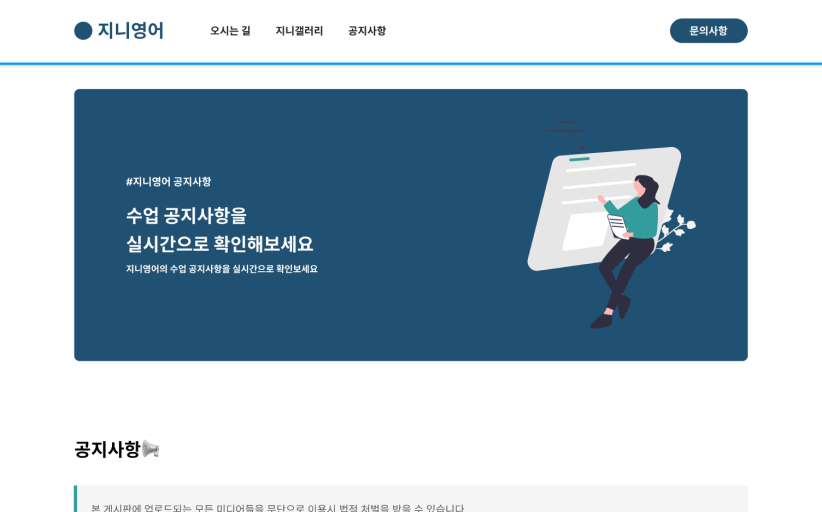 지니영어
오시는 길
지니갤러리
공지사항
문의사항
#지니영어 공지사항
수업 공지사항을
실시간으로 확인해보세요
지니영어의 수업 공지사항을 실시간으로 확인보세요
공지사항
본 게시판에 업로드되는 모든 미디어들을 무단으로 이용시 법적 처벌을 받을 수 있습니다